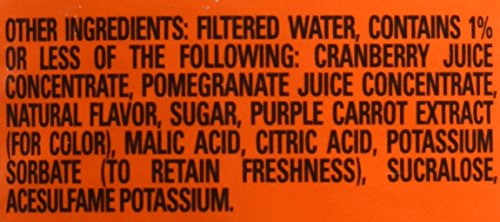 OTHER INGREDIENTS: FILTERED WATER, CONTAINS 1%
OR LESS OF THE FOLLOWING: CRANBERRY JUICE
CONCENTRATE, POMEGRANATE JUICE CONCENTRATE,
NATURAL FLAVOR, SUGAR, PURPLE CARROT EXTRACT
(FOR COLOR), MALIC ACID, CITRIC ACID, POTASSIUM
SORBATE (TO RETAIN FRESHNESS), SUCRALOSE,
ACESULFAME POTASSIUM.